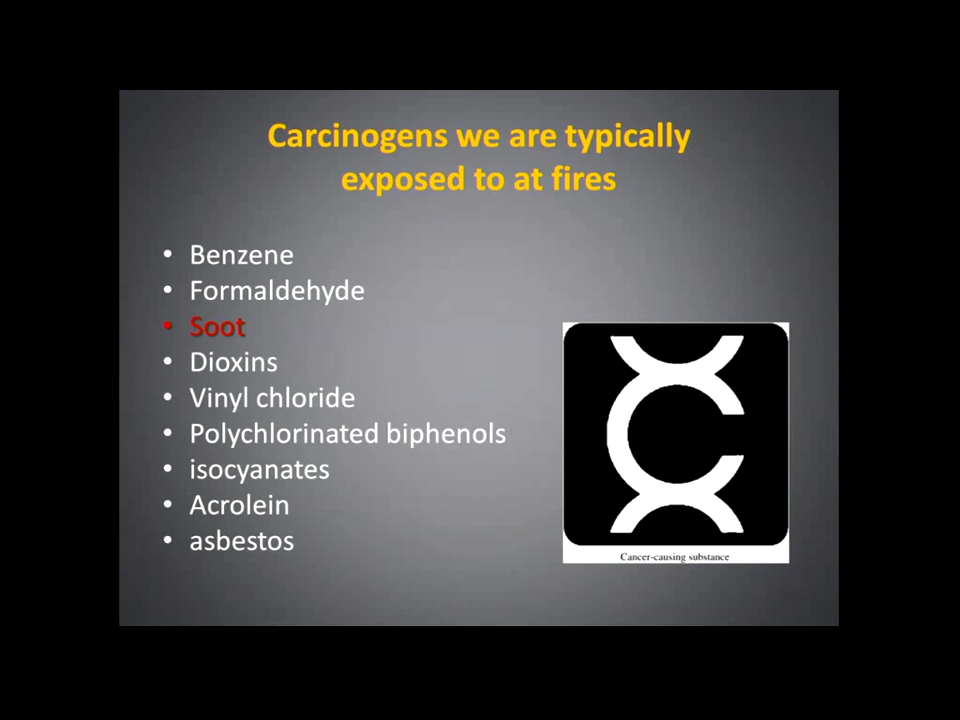 Carcinogens we are typically
exposed to at fires
• Benzene
• Formaldehyde
• Soot
• Dioxins
• Vinyl chloride
• Polychlorinated biphenols
• isocyanates
• Acrolein
• asbestos
Cancer-causing substance